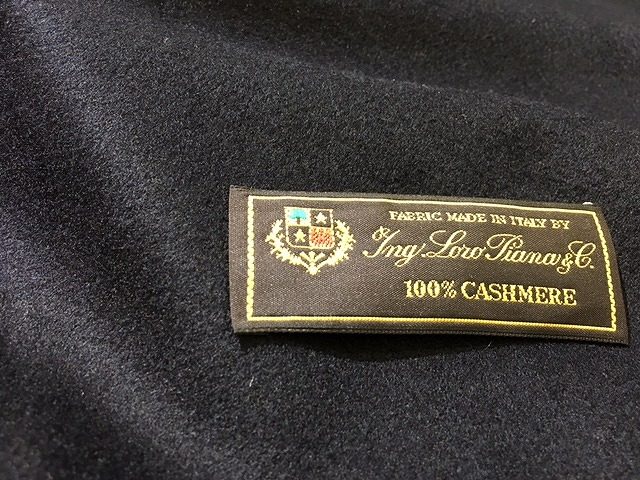 FABRIC MADE IN ITALY BY
Ing Loro Piana & C.
100% CASHMERE